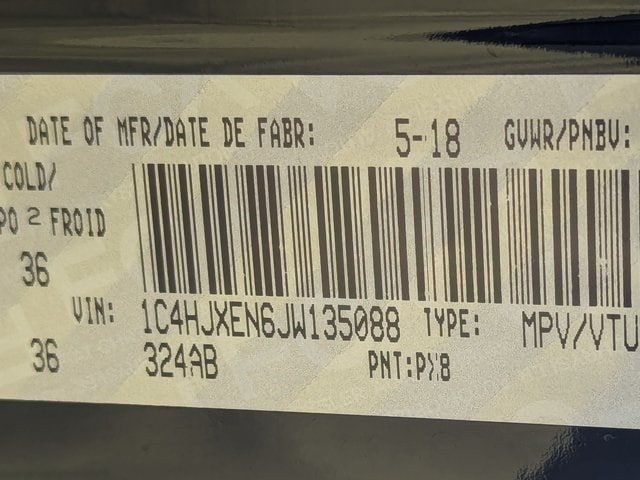 DATE OF MFR/DATE DE FABR: 5-18 GVWR/PNBV:
COLD/
PO 2 FROID
36
VIN: 1C4HJXEN6JW135088 TYPE: MPV/VTU
36 324AB PNT:PX8